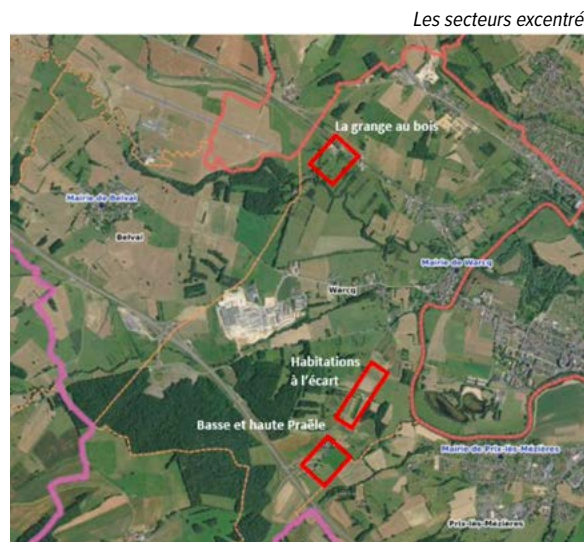 Les secteurs excentré
La grange au bois
Mairie de Belval
Belval
Mairie de Warcq
Warcq
Habitations
à l'écart
Basse et haute Praële
Mairie de Prix-lès-Mézières
Prix-lès-Mézières